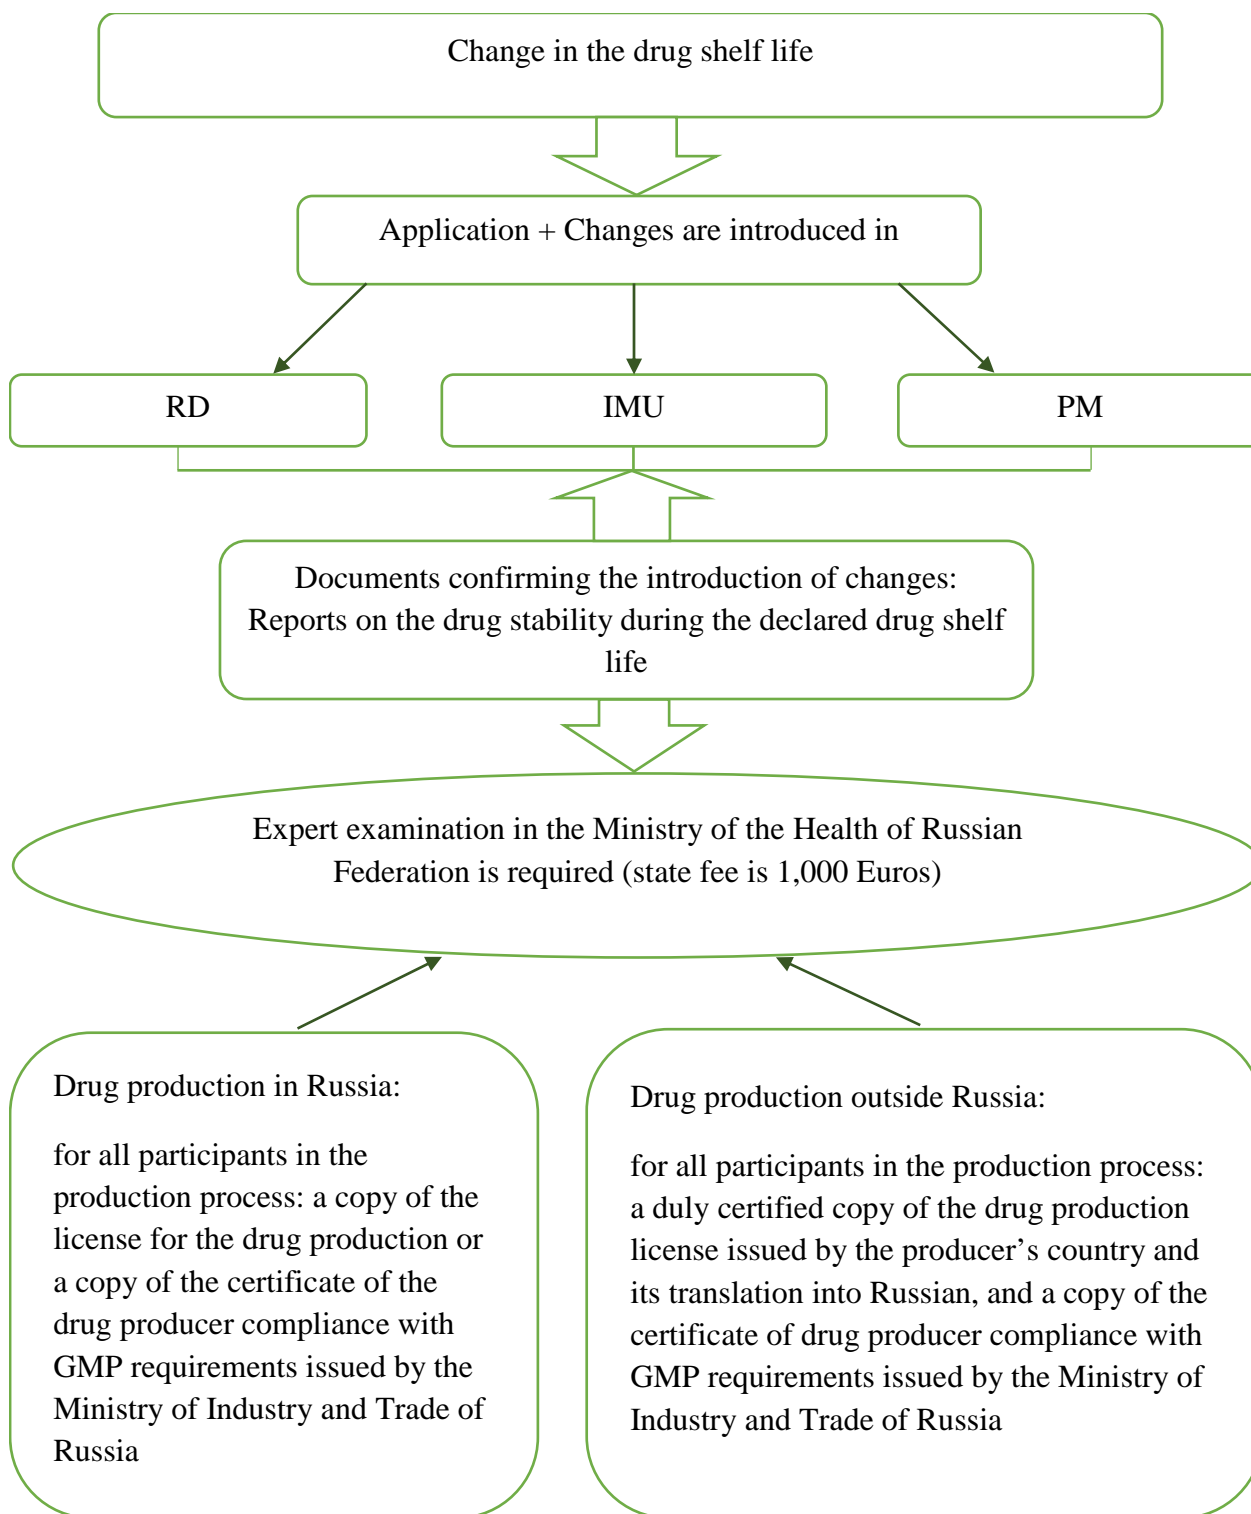 Change in the drug shelf life
Application + Changes are introduced in
RD
IMU
PM
Documents confirming the introduction of changes:
Reports on the drug stability during the declared drug shelf
life
Expert examination in the Ministry of the Health of Russian
Federation is required (state fee is 1,000 Euros)
Drug production in Russia:
for all participants in the
production process: a copy of the
license for the drug production or
a copy of the certificate of the
drug producer compliance with
GMP requirements issued by the
Ministry of Industry and Trade of
Russia
Drug production outside Russia:
for all participants in the production process:
a duly certified copy of the drug production
license issued by the producer’s country and
its translation into Russian, and a copy of the
certificate of drug producer compliance with
GMP requirements issued by the Ministry of
Industry and Trade of Russia